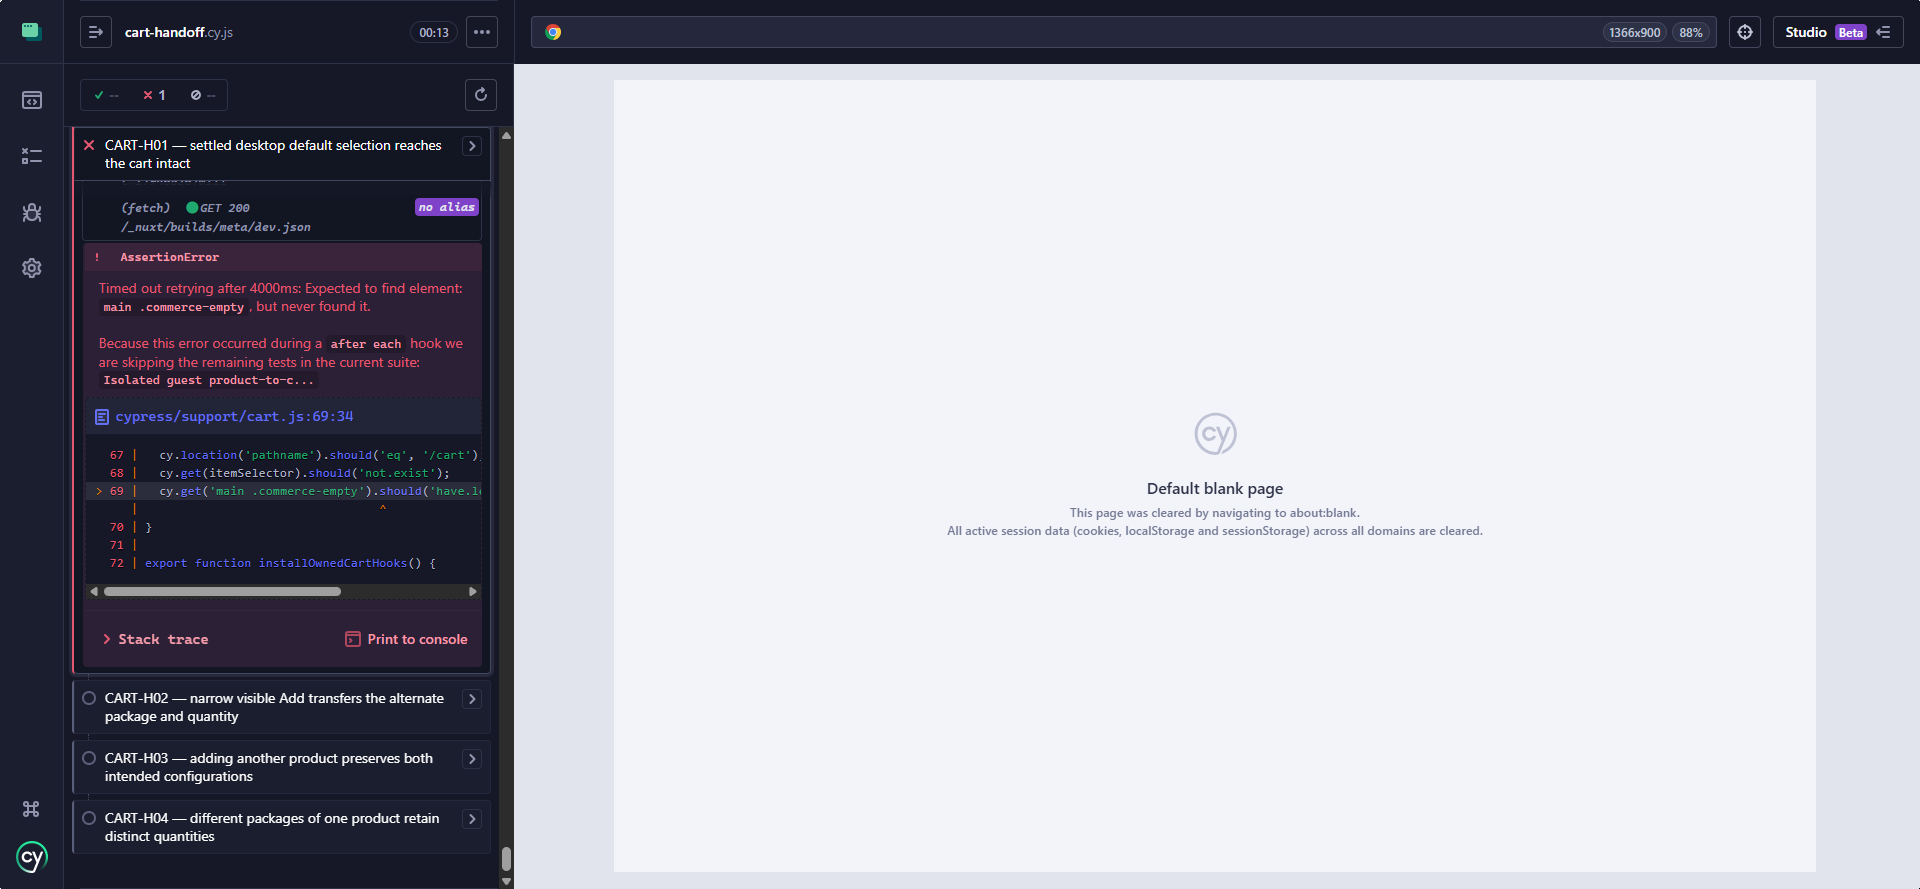 cart-handoff.cy.js
00:13
1366x900
88%
Studio Beta
--
1
--
CART-H01 — settled desktop default selection reaches
the cart intact
(fetch) GET 200
no alias
/_nuxt/builds/meta/dev.json
! AssertionError
Timed out retrying after 4000ms: Expected to find element:
main .commerce-empty, but never found it.
Because this error occurred during a after each hook we
are skipping the remaining tests in the current suite:
Isolated guest product-to-c...
cypress/support/cart.js:69:34
67 | cy.location('pathname').should('eq', '/cart')
68 | cy.get(itemSelector).should('not.exist');
> 69 | cy.get('main .commerce-empty').should('have.l
| ^
70 | }
71 |
72 | export function installOwnedCartHooks() {
Stack trace
Print to console
CART-H02 — narrow visible Add transfers the alternate
package and quantity
CART-H03 — adding another product preserves both
intended configurations
CART-H04 — different packages of one product retain
distinct quantities
cy
cy
Default blank page
This page was cleared by navigating to about:blank.
All active session data (cookies, localStorage and sessionStorage) across all domains are cleared.